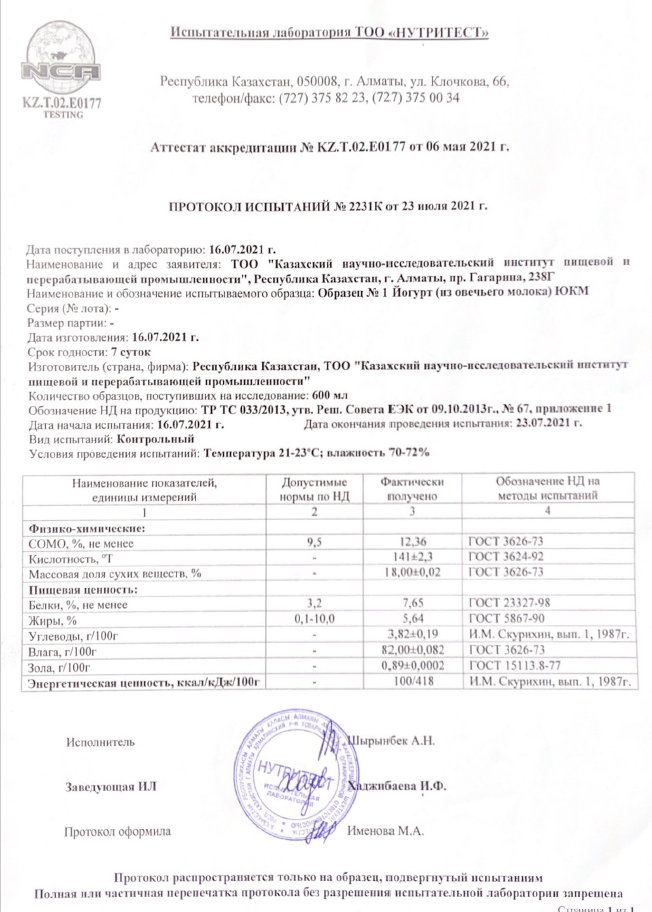 Испытательная лаборатория ТОО «НУТРИТЕСТ»
NCA
KZ.T.02.E0177
TESTING
Республика Казахстан, 050008, г. Алматы, ул. Клочкова, 66,
телефон/факс: (727) 375 82 23, (727) 375 00 34
Аттестат аккредитации № KZ.T.02.E0177 от 06 мая 2021 г.
ПРОТОКОЛ ИСПЫТАНИЙ № 2231К от 23 июля 2021 г.
Дата поступления в лабораторию: 16.07.2021 г.
Наименование и адрес заявителя: ТОО "Казахский научно-исследовательский институт пищевой и
перерабатывающей промышленности", Республика Казахстан, г. Алматы, пр. Гагарина, 238Г
Наименование и обозначение испытываемого образца: Образец № 1 Йогурт (из овечьего молока) ЮКМ
Серия (№ лота): -
Размер партии: -
Дата изготовления: 16.07.2021 г.
Срок годности: 7 суток
Изготовитель (страна, фирма): Республика Казахстан, ТОО "Казахский научно-исследовательский институт
пищевой и перерабатывающей промышленности"
Количество образцов, поступивших на исследование: 600 мл
Обозначение НД на продукцию: ТР ТС 033/2013, утв. Реш. Совета ЕЭК от 09.10.2013г., № 67, приложение 1
Дата начала испытания: 16.07.2021 г. Дата окончания проведения испытания: 23.07.2021 г.
Вид испытаний: Контрольный
Условия проведения испытаний: Температура 21-23°С; влажность 70-72%
Наименование показателей, единицы измерений Допустимые нормы по НД Фактически получено Обозначение НД на методы испытаний
1 2 3 4
Физико-химические:
СОМО, %, не менее 9,5 12,36 ГОСТ 3626-73
Кислотность, °Т - 141±2,3 ГОСТ 3624-92
Массовая доля сухих веществ, % - 18,00±0,02 ГОСТ 3626-73
Пищевая ценность:
Белки, %, не менее 3,2 7,65 ГОСТ 23327-98
Жиры, % 0,1-10,0 5,64 ГОСТ 5867-90
Углеводы, г/100г - 3,82±0,19 И.М. Скурихин, вып. 1, 1987г.
Влага, г/100г - 82,00±0,082 ГОСТ 3626-73
Зола, г/100г - 0,89±0,0002 ГОСТ 15113.8-77
Энергетическая ценность, ккал/кДж/100г - 100/418 И.М. Скурихин, вып. 1, 1987г.
Исполнитель Шырынбек А.Н.
НУТРИТЕСТ
ИСПЫТАТЕЛЬНАЯ
ЛАБОРАТОРИЯ
Заведующая ИЛ Хаджибаева И.Ф.
Протокол оформила Именова М.А.
Протокол распространяется только на образец, подвергнутый испытаниям
Полная или частичная перепечатка протокола без разрешения испытательной лаборатории запрещена
Страница 1 из 1